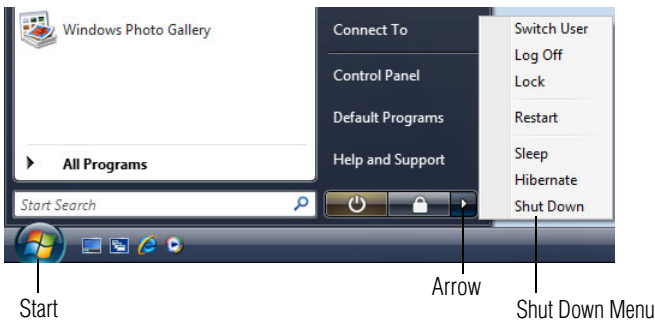 Windows Photo Gallery
All Programs
Start Search
Connect To
Control Panel
Default Programs
Help and Support
Switch User
Log Off
Lock
Restart
Sleep
Hibernate
Shut Down
Start
Arrow
Shut Down Menu